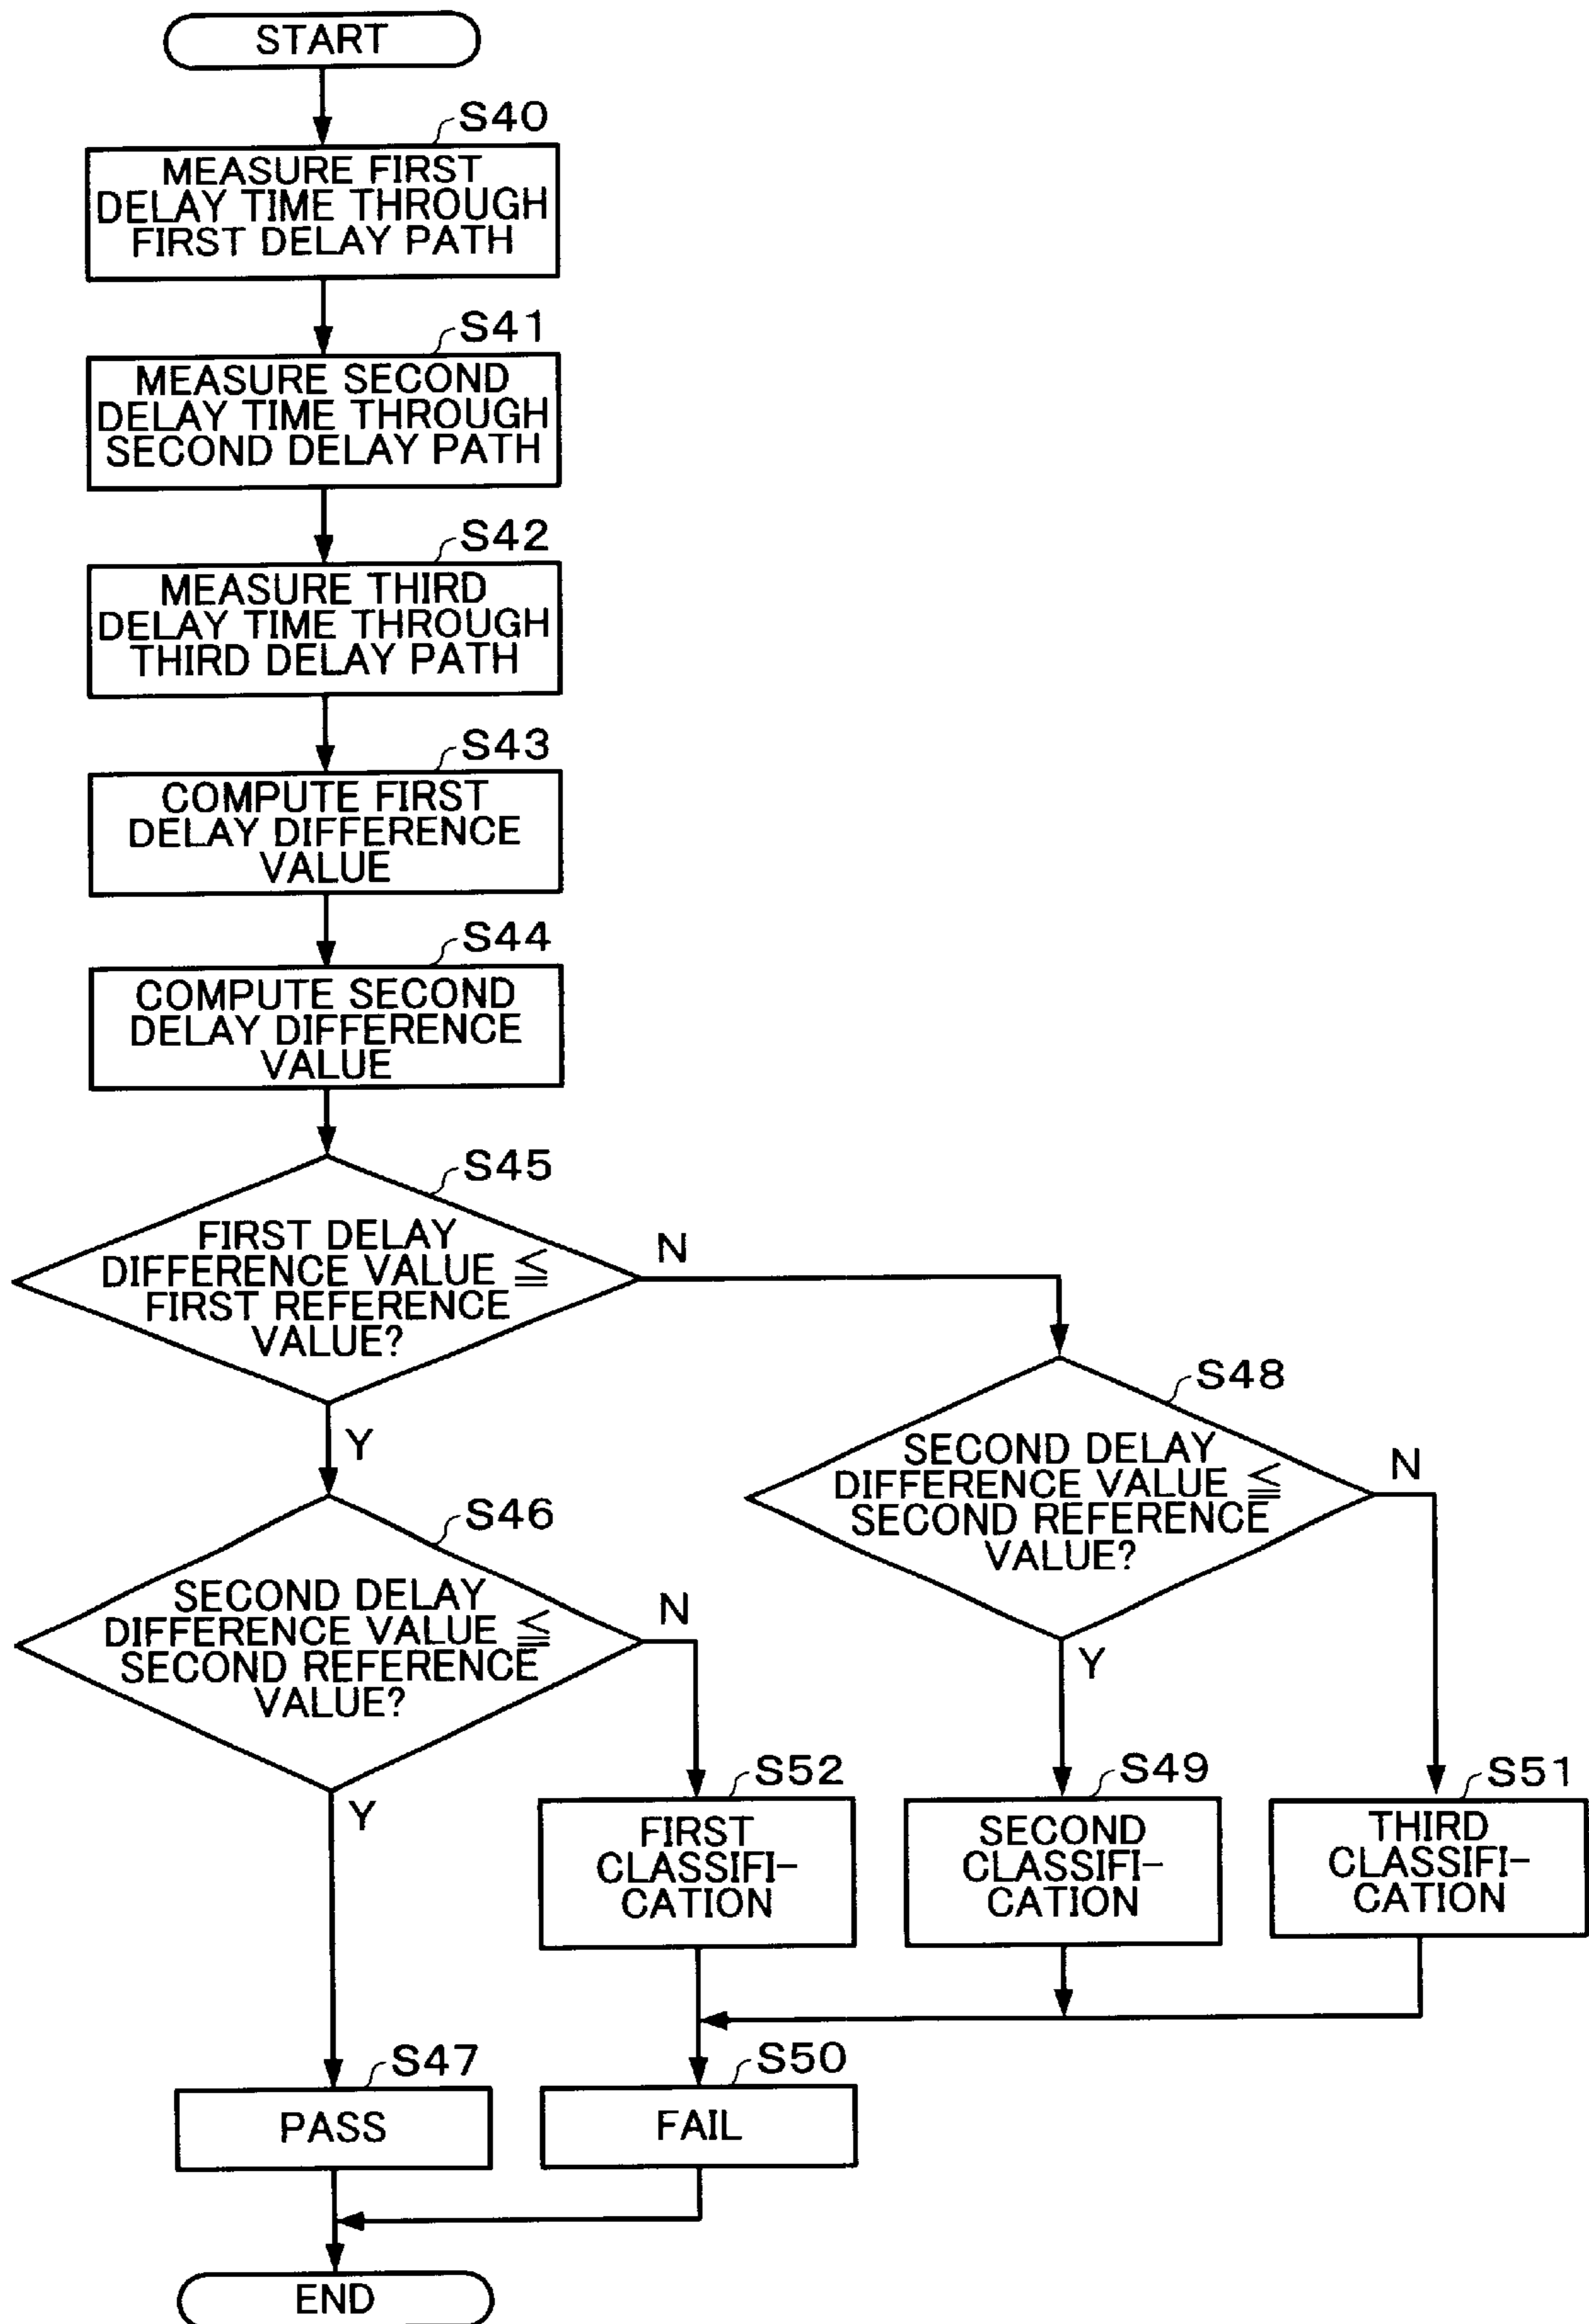 START
S40
MEASURE FIRST
DELAY TIME THROUGH
FIRST DELAY PATH
S41
MEASURE SECOND
DELAY TIME THROUGH
SECOND DELAY PATH
S42
MEASURE THIRD
DELAY TIME THROUGH
THIRD DELAY PATH
S43
COMPUTE FIRST
DELAY DIFFERENCE
VALUE
S44
COMPUTE SECOND
DELAY DIFFERENCE
VALUE
S45
FIRST DELAY
DIFFERENCE VALUE ≦
FIRST REFERENCE
VALUE?
N
Y
S48
SECOND DELAY
DIFFERENCE VALUE ≦
SECOND REFERENCE
VALUE?
N
Y
S46
SECOND DELAY
DIFFERENCE VALUE ≦
SECOND REFERENCE
VALUE?
N
Y
S52
FIRST
CLASSIFI-
CATION
S49
SECOND
CLASSIFI-
CATION
S51
THIRD
CLASSIFI-
CATION
S47
PASS
S50
FAIL
END